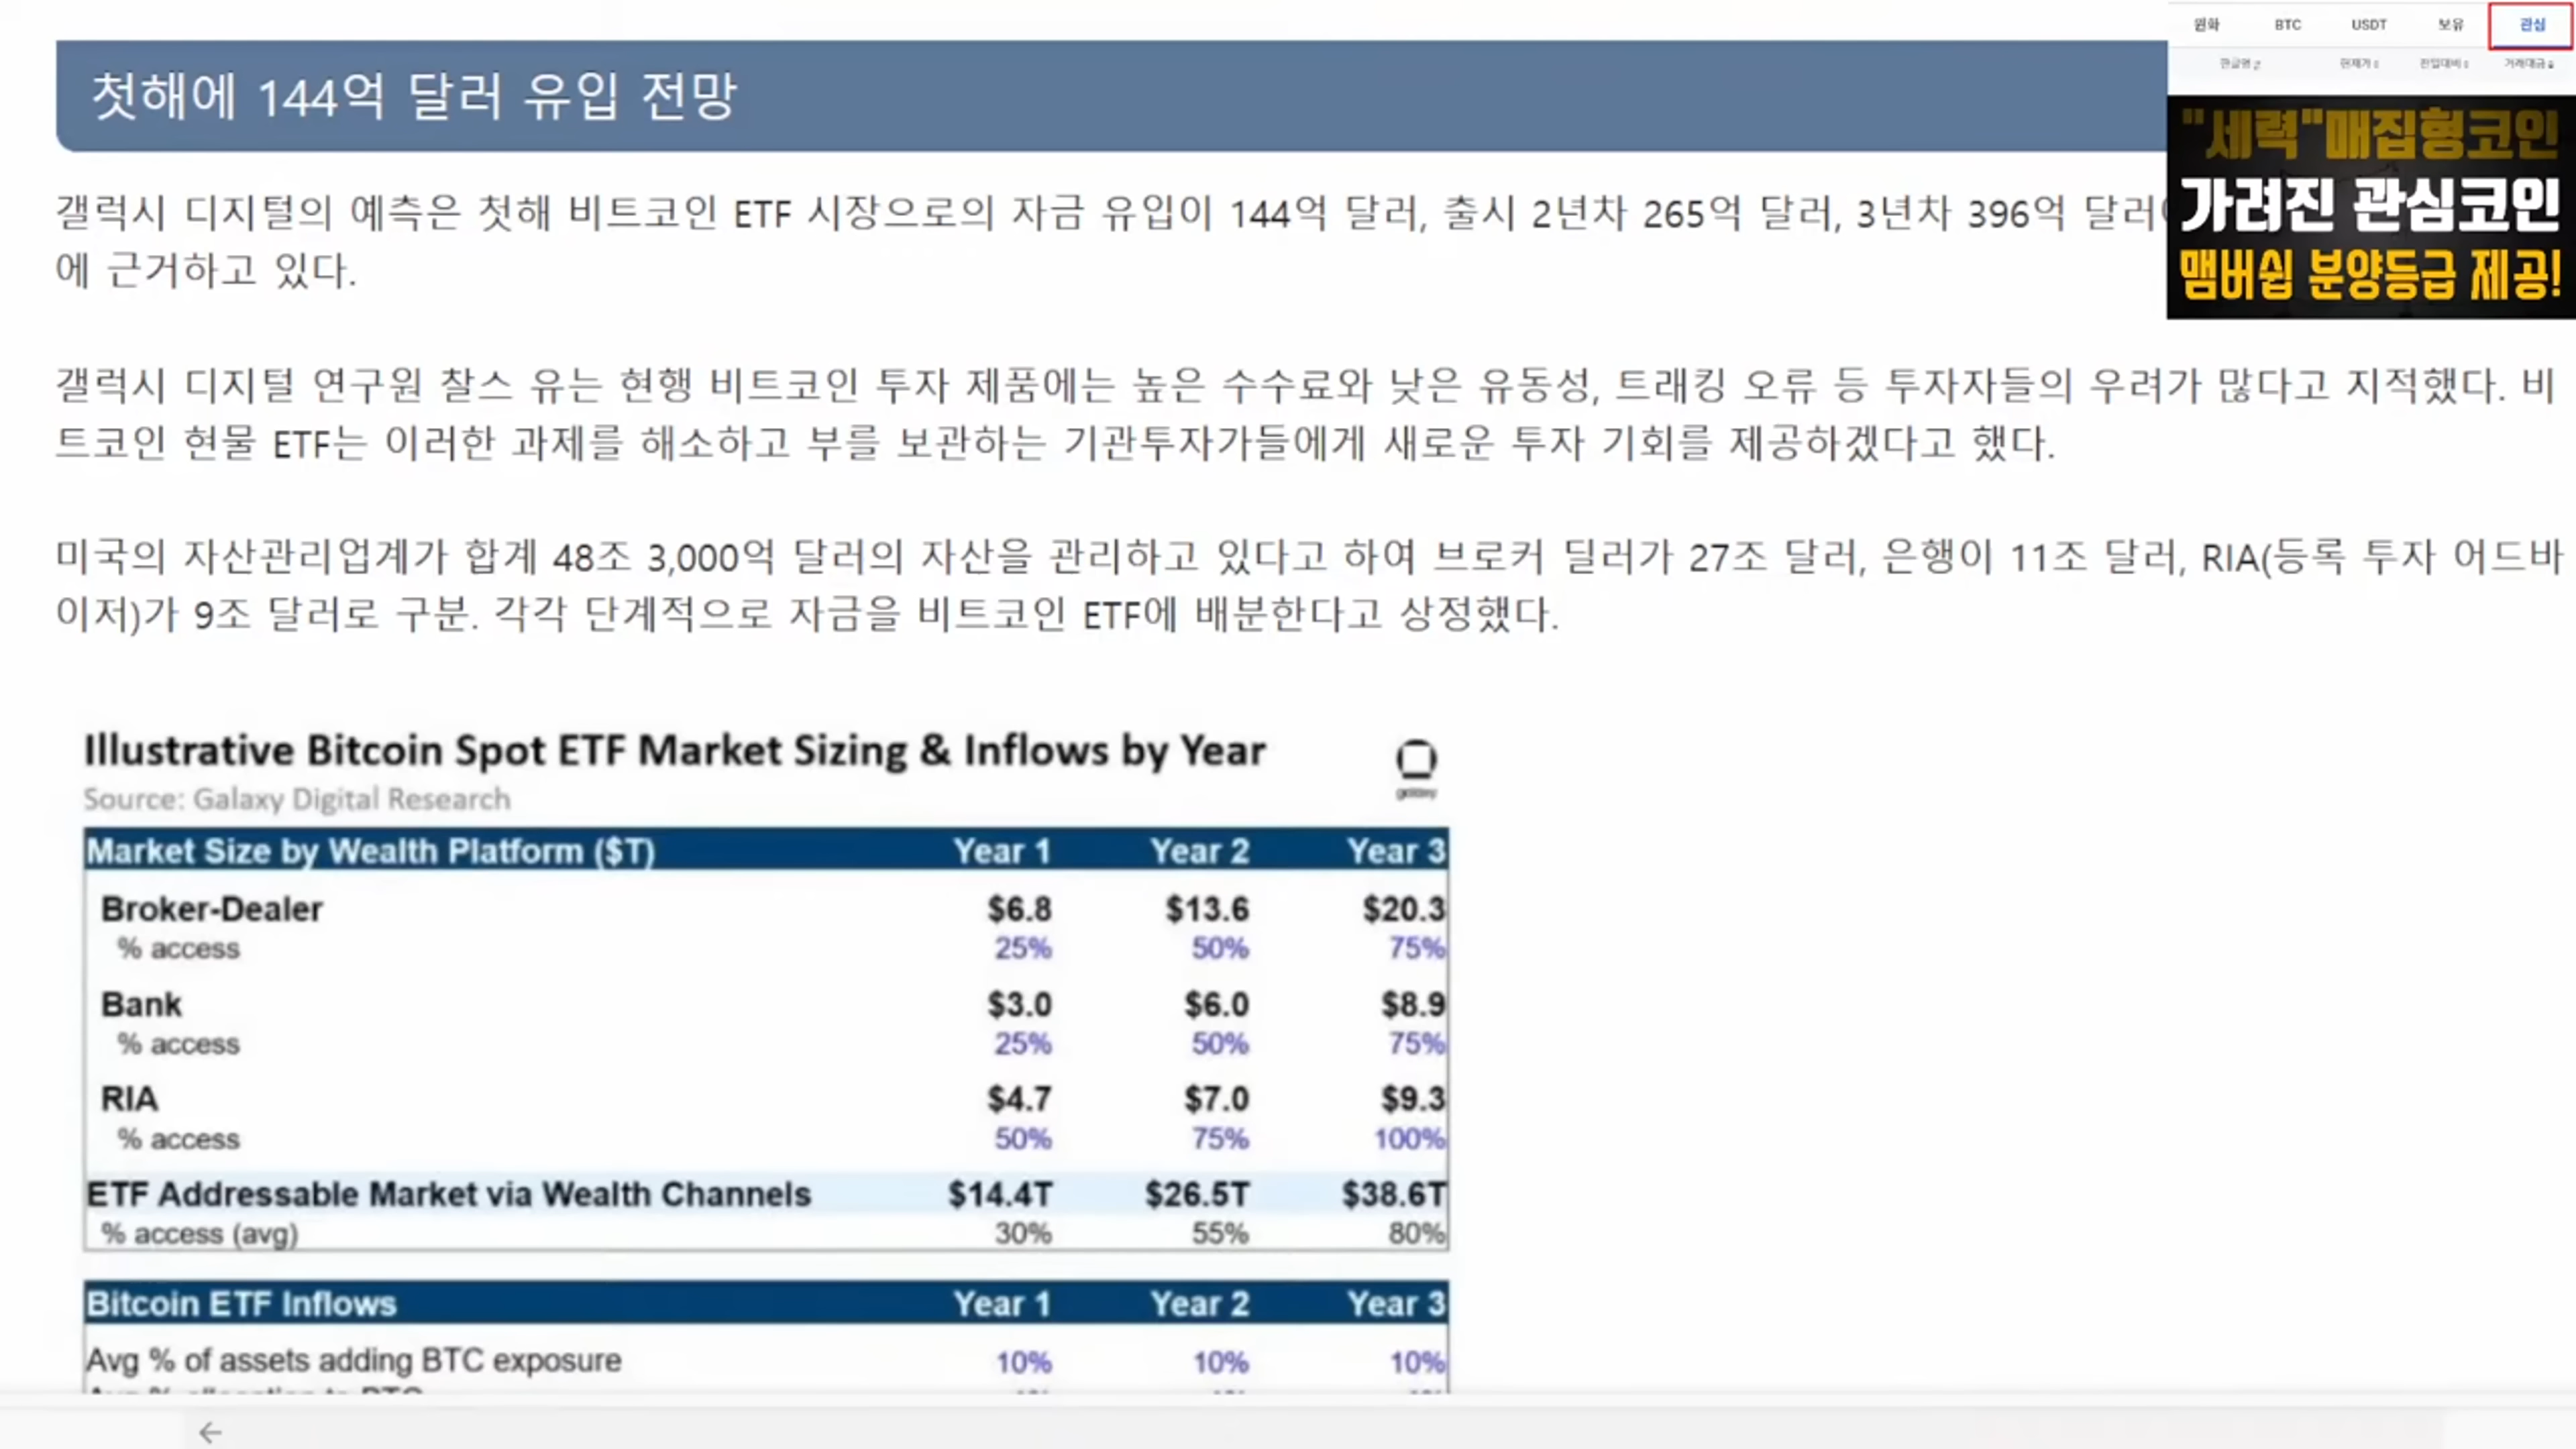 원화 BTC USDT 보유 관심
한글명 현재가 전일대비 거래대금
첫해에 144억 달러 유입 전망
"세력"매집형코인
가려진 관심코인
맴버쉽 분양등급 제공!
갤럭시 디지털의 예측은 첫해 비트코인 ETF 시장으로의 자금 유입이 144억 달러, 출시 2년차 265억 달러, 3년차 396억 달러
에 근거하고 있다.
갤럭시 디지털 연구원 찰스 유는 현행 비트코인 투자 제품에는 높은 수수료와 낮은 유동성, 트래킹 오류 등 투자자들의 우려가 많다고 지적했다. 비
트코인 현물 ETF는 이러한 과제를 해소하고 부를 보관하는 기관투자가들에게 새로운 투자 기회를 제공하겠다고 했다.
미국의 자산관리업계가 합계 48조 3,000억 달러의 자산을 관리하고 있다고 하여 브로커 딜러가 27조 달러, 은행이 11조 달러, RIA(등록 투자 어드바
이저)가 9조 달러로 구분. 각각 단계적으로 자금을 비트코인 ETF에 배분한다고 상정했다.
Illustrative Bitcoin Spot ETF Market Sizing & Inflows by Year
Source: Galaxy Digital Research
galaxy
Market Size by Wealth Platform ($T) Year 1 Year 2 Year 3
Broker-Dealer $6.8 $13.6 $20.3
% access 25% 50% 75%
Bank $3.0 $6.0 $8.9
% access 25% 50% 75%
RIA $4.7 $7.0 $9.3
% access 50% 75% 100%
ETF Addressable Market via Wealth Channels $14.4T $26.5T $38.6T
% access (avg) 30% 55% 80%
Bitcoin ETF Inflows Year 1 Year 2 Year 3
Avg % of assets adding BTC exposure 10% 10% 10%